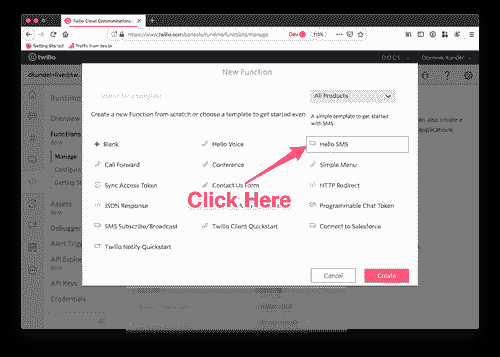 Twilio Cloud Communications
https://www.twilio.com/console/runtime/functions/manage
110%
Getting Started
Traffic from dev.to
twilio
DOCS
Dominik, Kundel
dkundel+live@tw
New Function
Search for a template
All Products
Create a new Function from scratch or choose a template to get started even
A simple template to get started with SMS
Blank
Hello Voice
Hello SMS
Call Forward
Conference
Simple Menu
Sync Access Token
Contact Us Form
HTTP Redirect
Click Here
JSON Response
Programmable Chat Token
SMS Subscribe/Broadcast
Twilio Client Quickstart
Connect to Salesforce
Twilio Notify Quickstart
Cancel
Create
Runtime
Overview
Functions
Manage
Configure
Getting St
Assets
Debugger
Alert Trigg
API Explor
API Keys
Credentials
can also create a
applications